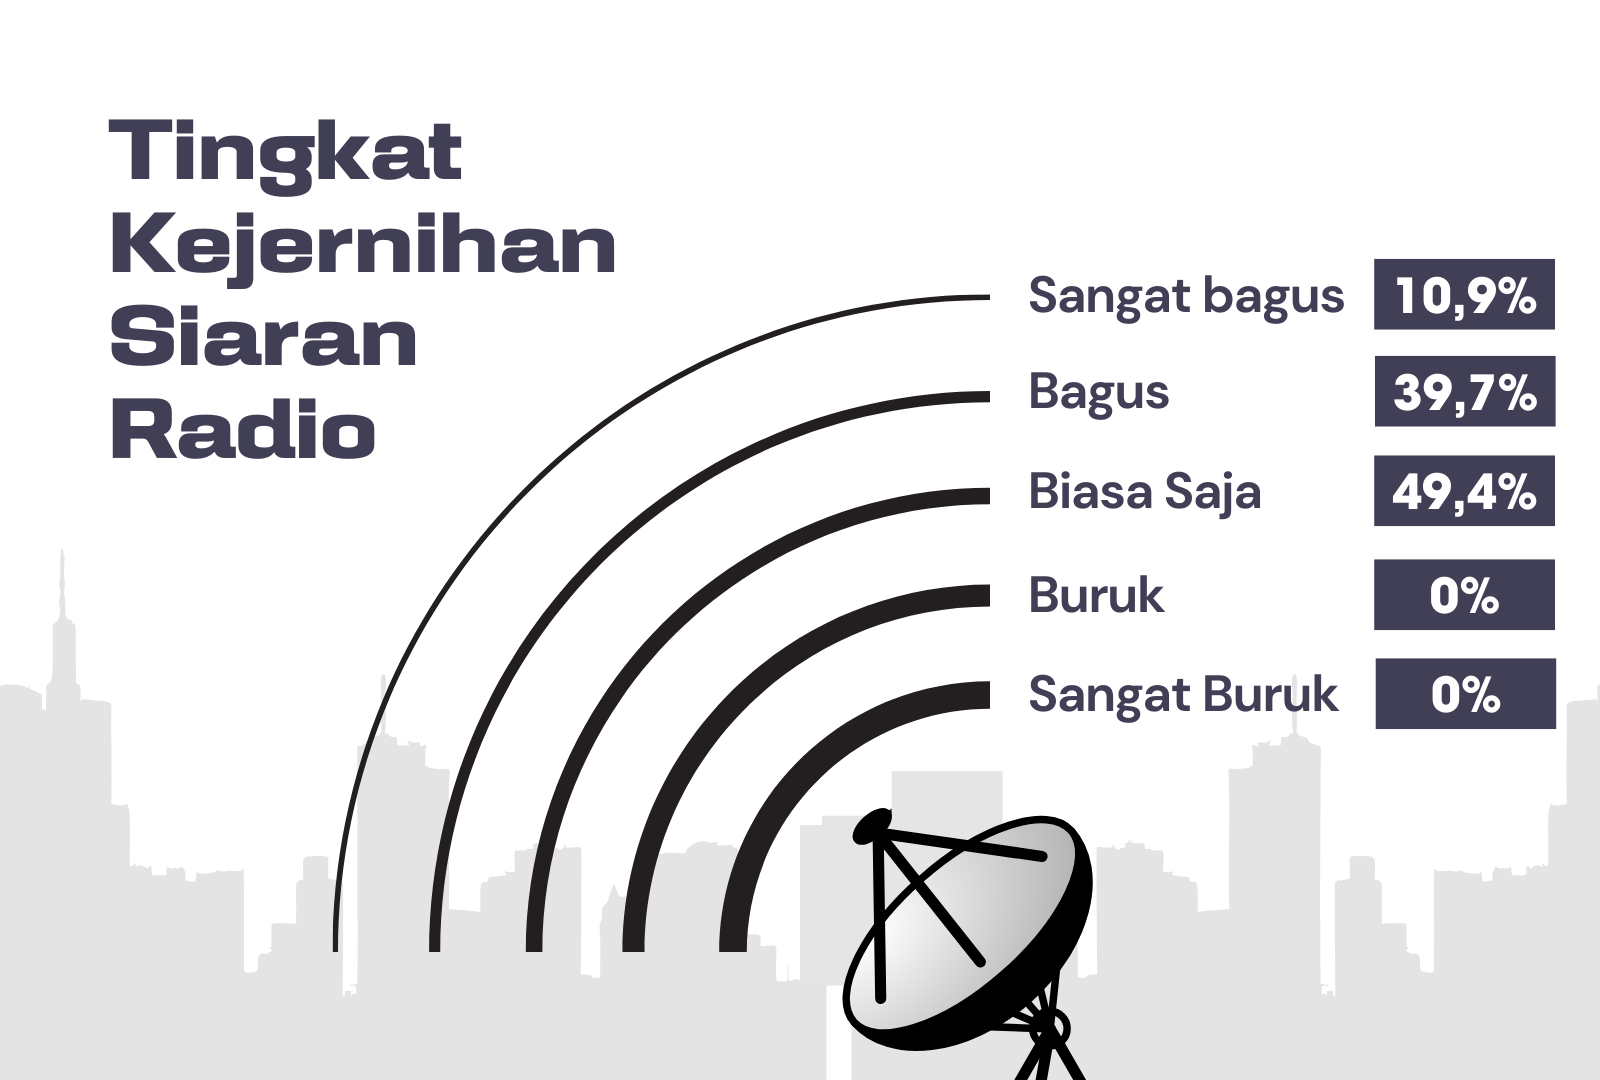 Tingkat
Kejernihan
Siaran
Radio
Sangat bagus 10,9%
Bagus 39,7%
Biasa Saja 49,4%
Buruk 0%
Sangat Buruk 0%